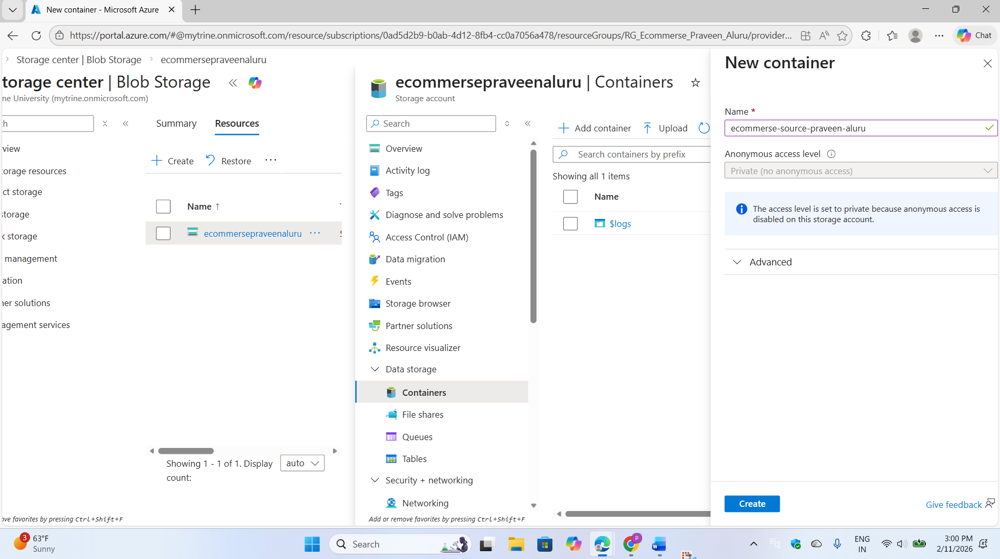 New container - Microsoft Azure
https://portal.azure.com/#@mytrine.onmicrosoft.com/resource/subscriptions/0ad5d2b9-b0ab-4d12-8fb4-cc0a7056a478/resourceGroups/RG_Ecommerse_Praveen_Aluru/provider...
Chat
Storage center | Blob Storage
ecommersepraveenaluru
torage center | Blob Storage
ne University (mytrine.onmicrosoft.com)
h
view
orage resources
ct storage
storage
k storage
management
ation
ner solutions
agement services
ove favorites by pressing Ctrl+Shift+F
Summary
Resources
Create
Restore
Name ↑
ecommersepraveenaluru
Showing 1 - 1 of 1. Display
count:
auto
ecommersepraveenaluru | Containers
Storage account
Search
Overview
Activity log
Tags
Diagnose and solve problems
Access Control (IAM)
Data migration
Events
Storage browser
Partner solutions
Resource visualizer
Data storage
Containers
File shares
Queues
Tables
Security + networking
Networking
Add or remove favorites by pressing Ctrl+Shift+F
Add container
Upload
Search containers by prefix
Showing all 1 items
Name
$logs
New container
Name *
ecommerse-source-praveen-aluru
Anonymous access level
Private (no anonymous access)
The access level is set to private because anonymous access is
disabled on this storage account.
Advanced
Create
Give feedback
3
63°F
Sunny
Search
P
ENG
IN
3:00 PM
2/11/2026